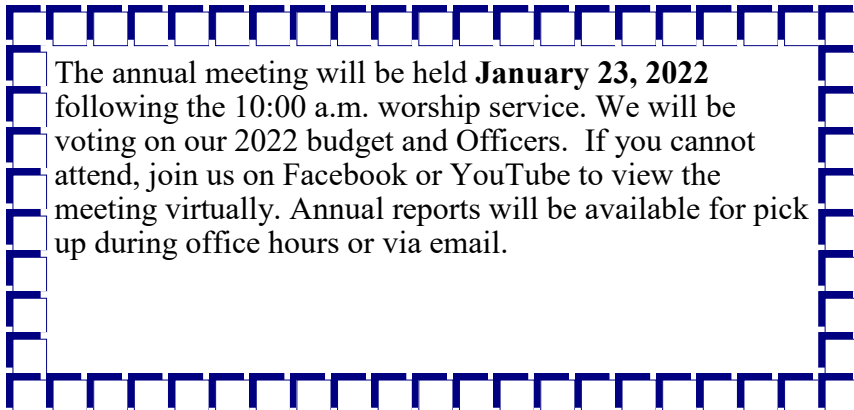 The annual meeting will be held January 23, 2022
following the 10:00 a.m. worship service. We will be
voting on our 2022 budget and Officers.  If you cannot
attend, join us on Facebook or YouTube to view the
meeting virtually. Annual reports will be available for pick
up during office hours or via email.